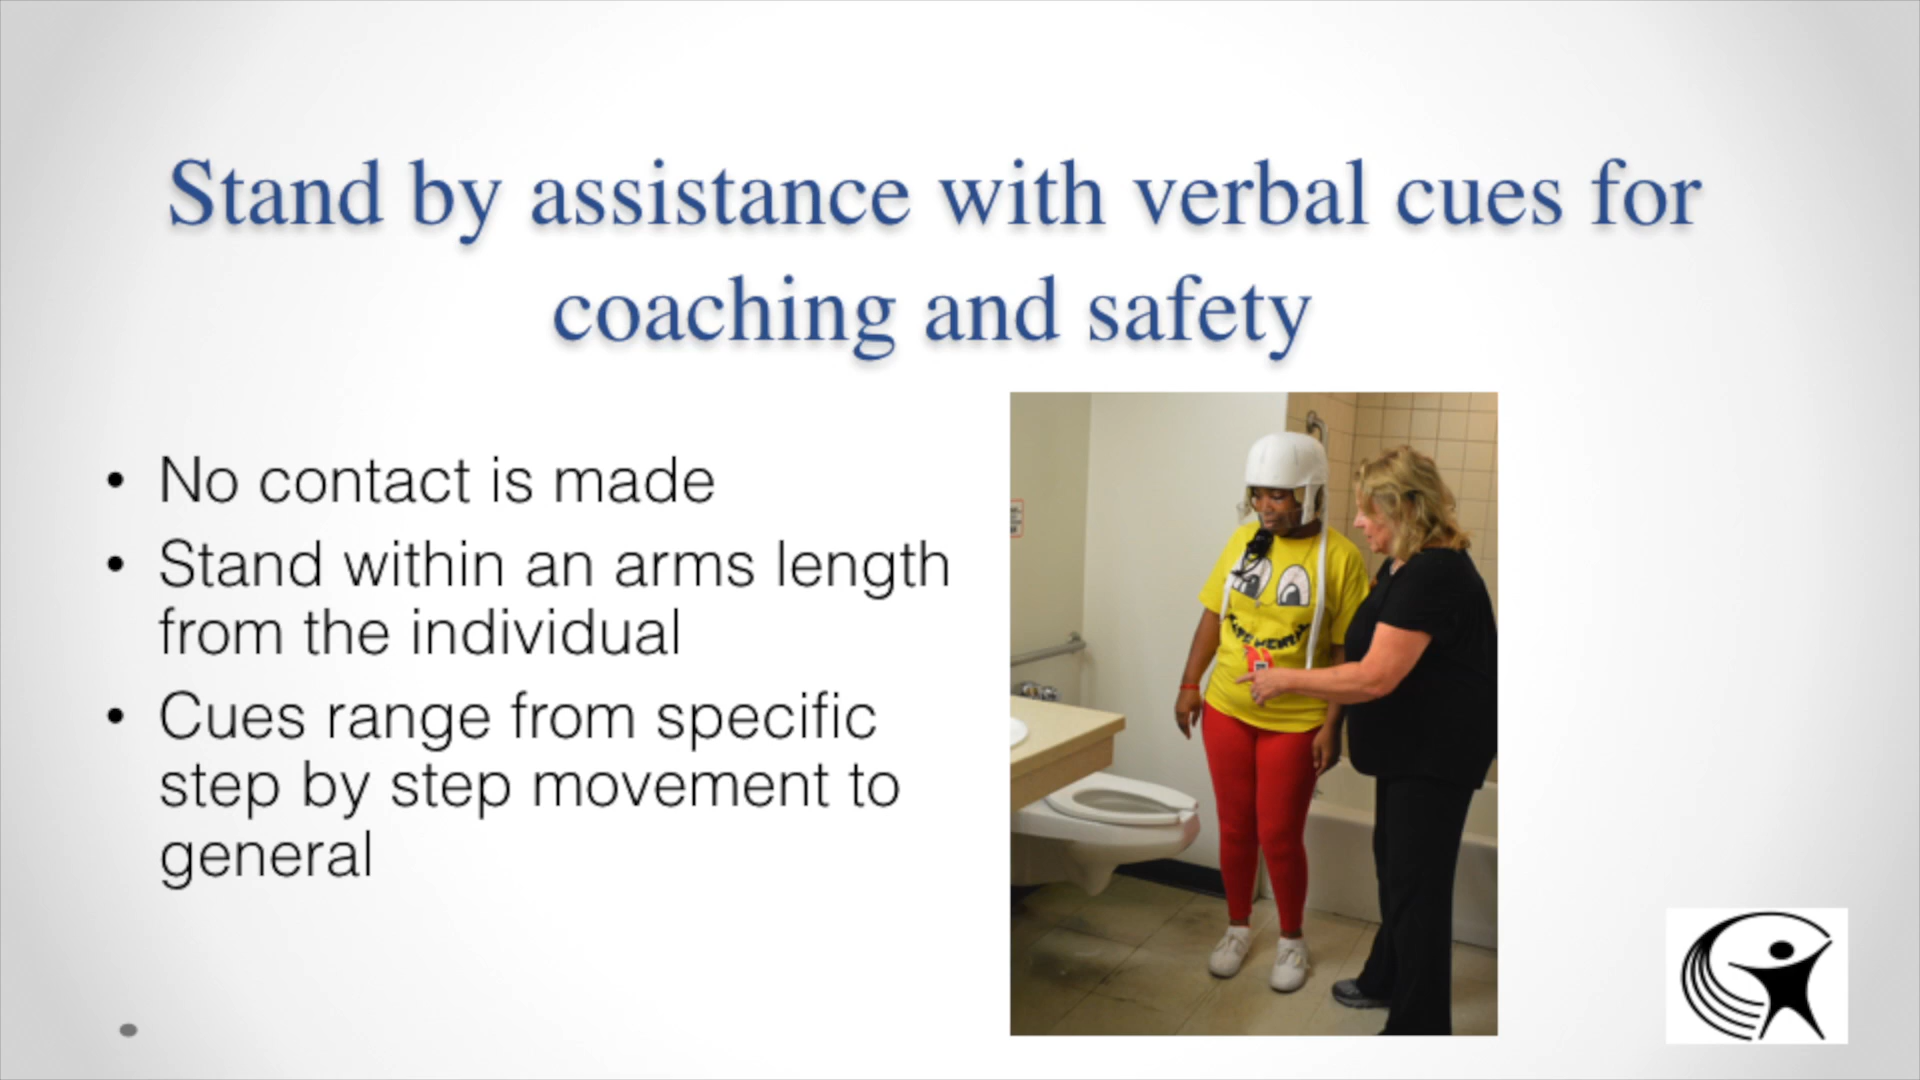 Stand by assistance with verbal cues for
coaching and safety
• No contact is made
• Stand within an arms length
from the individual
• Cues range from specific
step by step movement to
general